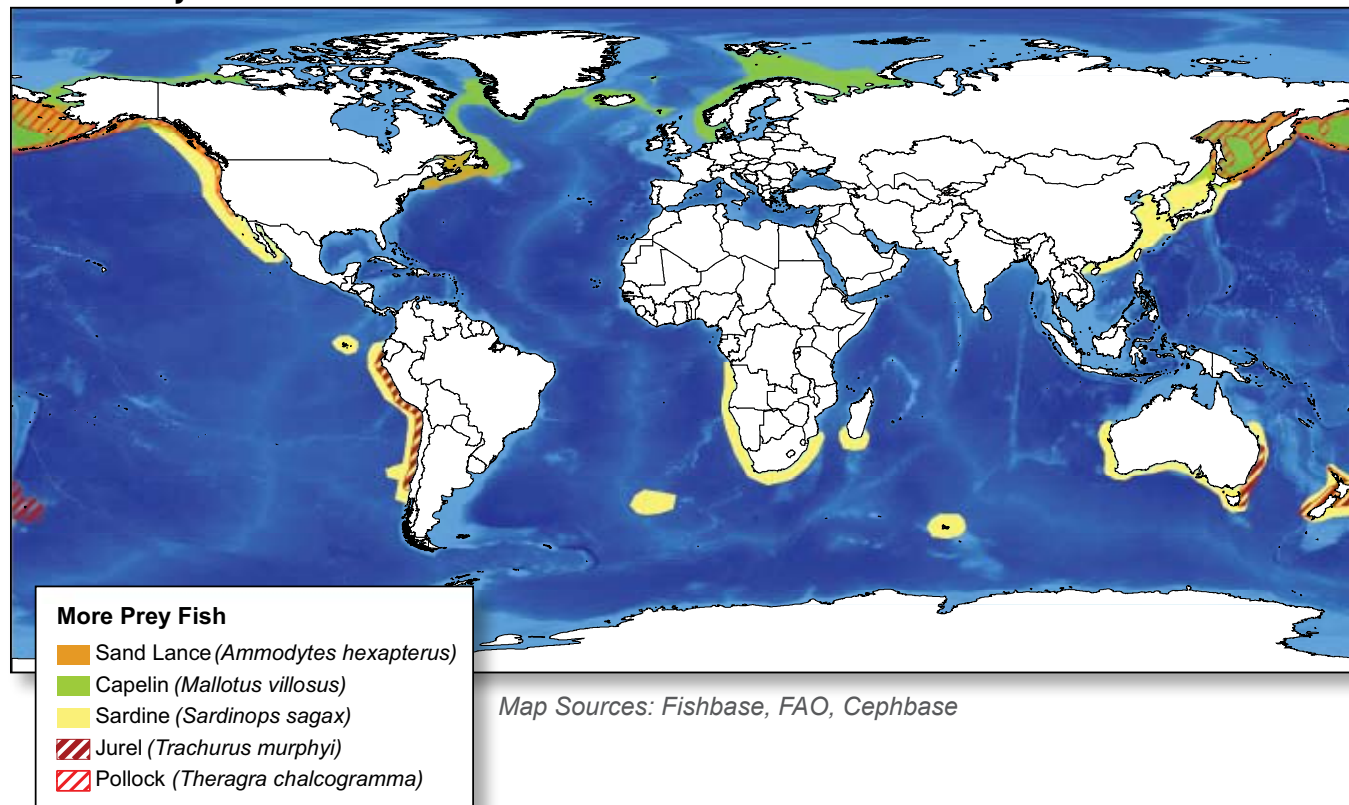 More Prey Fish
Sand Lance (Ammodytes hexapterus)
Capelin (Mallotus villosus)
Sardine (Sardinops sagax)
Jurel (Trachurus murphyi)
Pollock (Theragra chalcogramma)
Map Sources: Fishbase, FAO, Cephbase